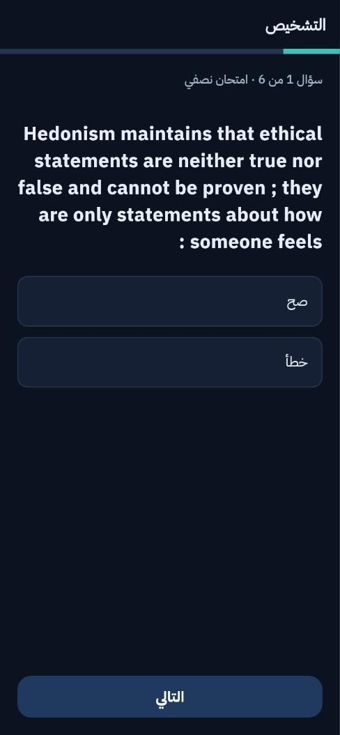 التشخيص
سؤال 1 من 6 · امتحان نصفي
Hedonism maintains that ethical
statements are neither true nor
false and cannot be proven ; they
are only statements about how
someone feels :
صح
خطأ
التالي